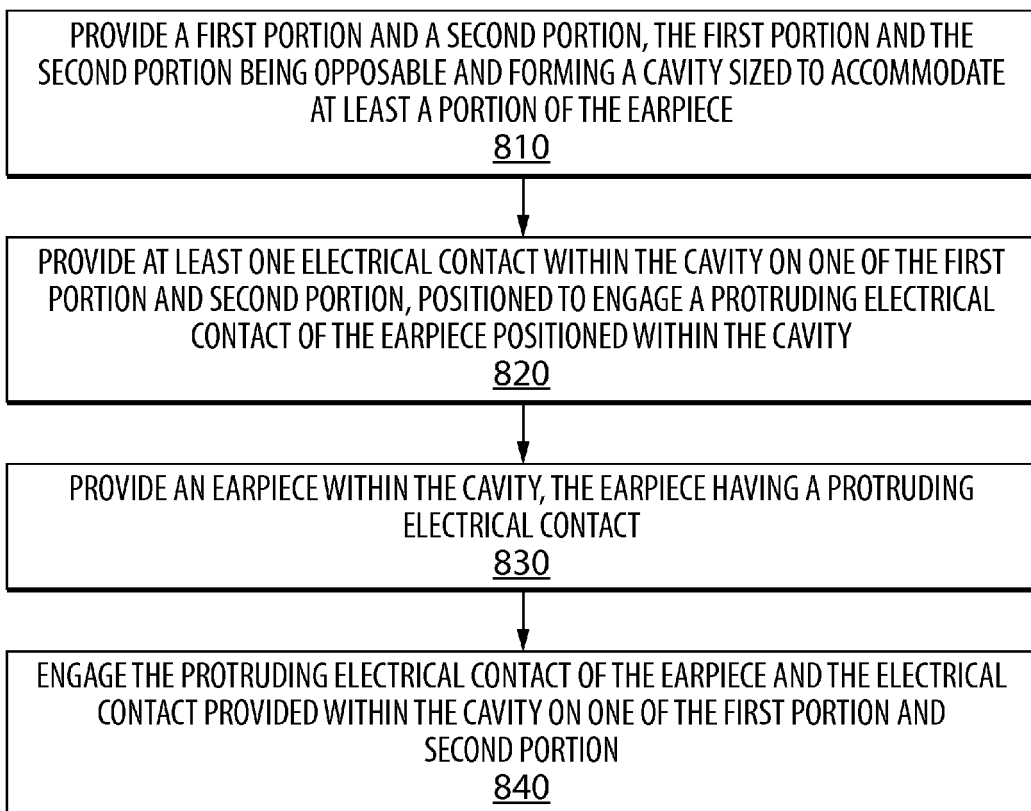 PROVIDE A FIRST PORTION AND A SECOND PORTION, THE FIRST PORTION AND THE
SECOND PORTION BEING OPPOSABLE AND FORMING A CAVITY SIZED TO ACCOMMODATE
AT LEAST A PORTION OF THE EARPIECE
810
PROVIDE AT LEAST ONE ELECTRICAL CONTACT WITHIN THE CAVITY ON ONE OF THE FIRST
PORTION AND SECOND PORTION, POSITIONED TO ENGAGE A PROTRUDING ELECTRICAL
CONTACT OF THE EARPIECE POSITIONED WITHIN THE CAVITY
820
PROVIDE AN EARPIECE WITHIN THE CAVITY, THE EARPIECE HAVING A PROTRUDING
ELECTRICAL CONTACT
830
ENGAGE THE PROTRUDING ELECTRICAL CONTACT OF THE EARPIECE AND THE ELECTRICAL
CONTACT PROVIDED WITHIN THE CAVITY ON ONE OF THE FIRST PORTION AND
SECOND PORTION
840